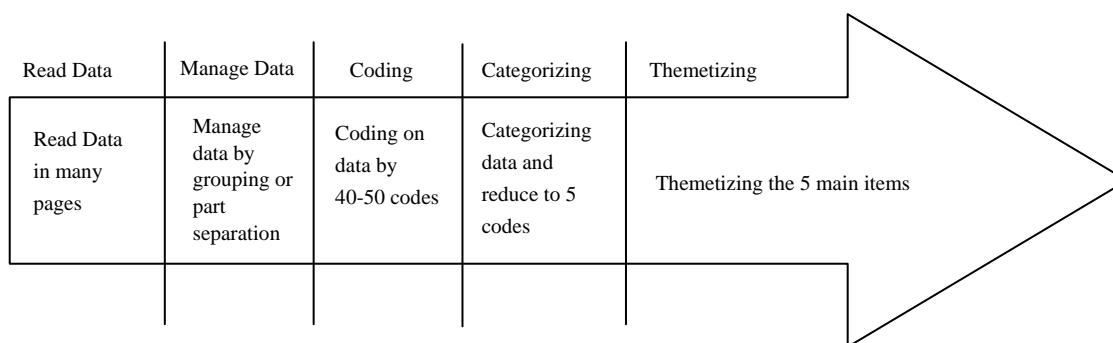 Read Data
Manage Data
Coding
Categorizing
Themetizing
Read Data
in many
pages
Manage
data by
grouping or
part
separation
Coding on
data by
40-50 codes
Categorizing
data and
reduce to 5
codes
Themetizing the 5 main items